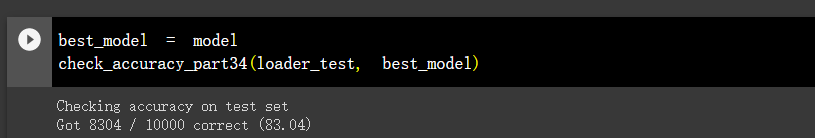 best_model = model
check_accuracy_part34(loader_test, best_model)
Checking accuracy on test set
Got 8304 / 10000 correct (83.04)